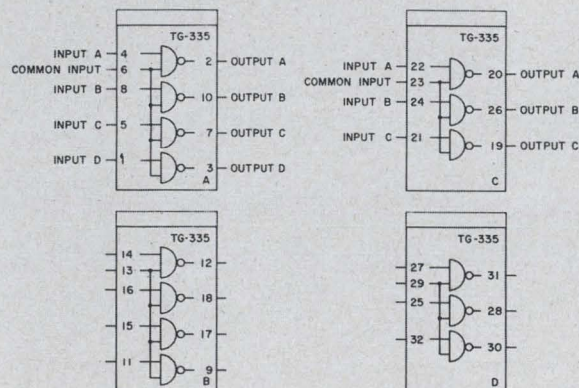 TG-335
INPUT A 4 2 OUTPUT A
COMMON INPUT 6
INPUT B 8 10 OUTPUT B
INPUT C 5 7 OUTPUT C
INPUT D 1 3 OUTPUT D
A
TG-335
INPUT A 22 20 OUTPUT A
COMMON INPUT 23
INPUT B 24 26 OUTPUT B
INPUT C 21 19 OUTPUT C
C
TG-335
14 12
13
16 18
15 17
11 9
B
TG-335
27 31
29
25 28
32 30
D